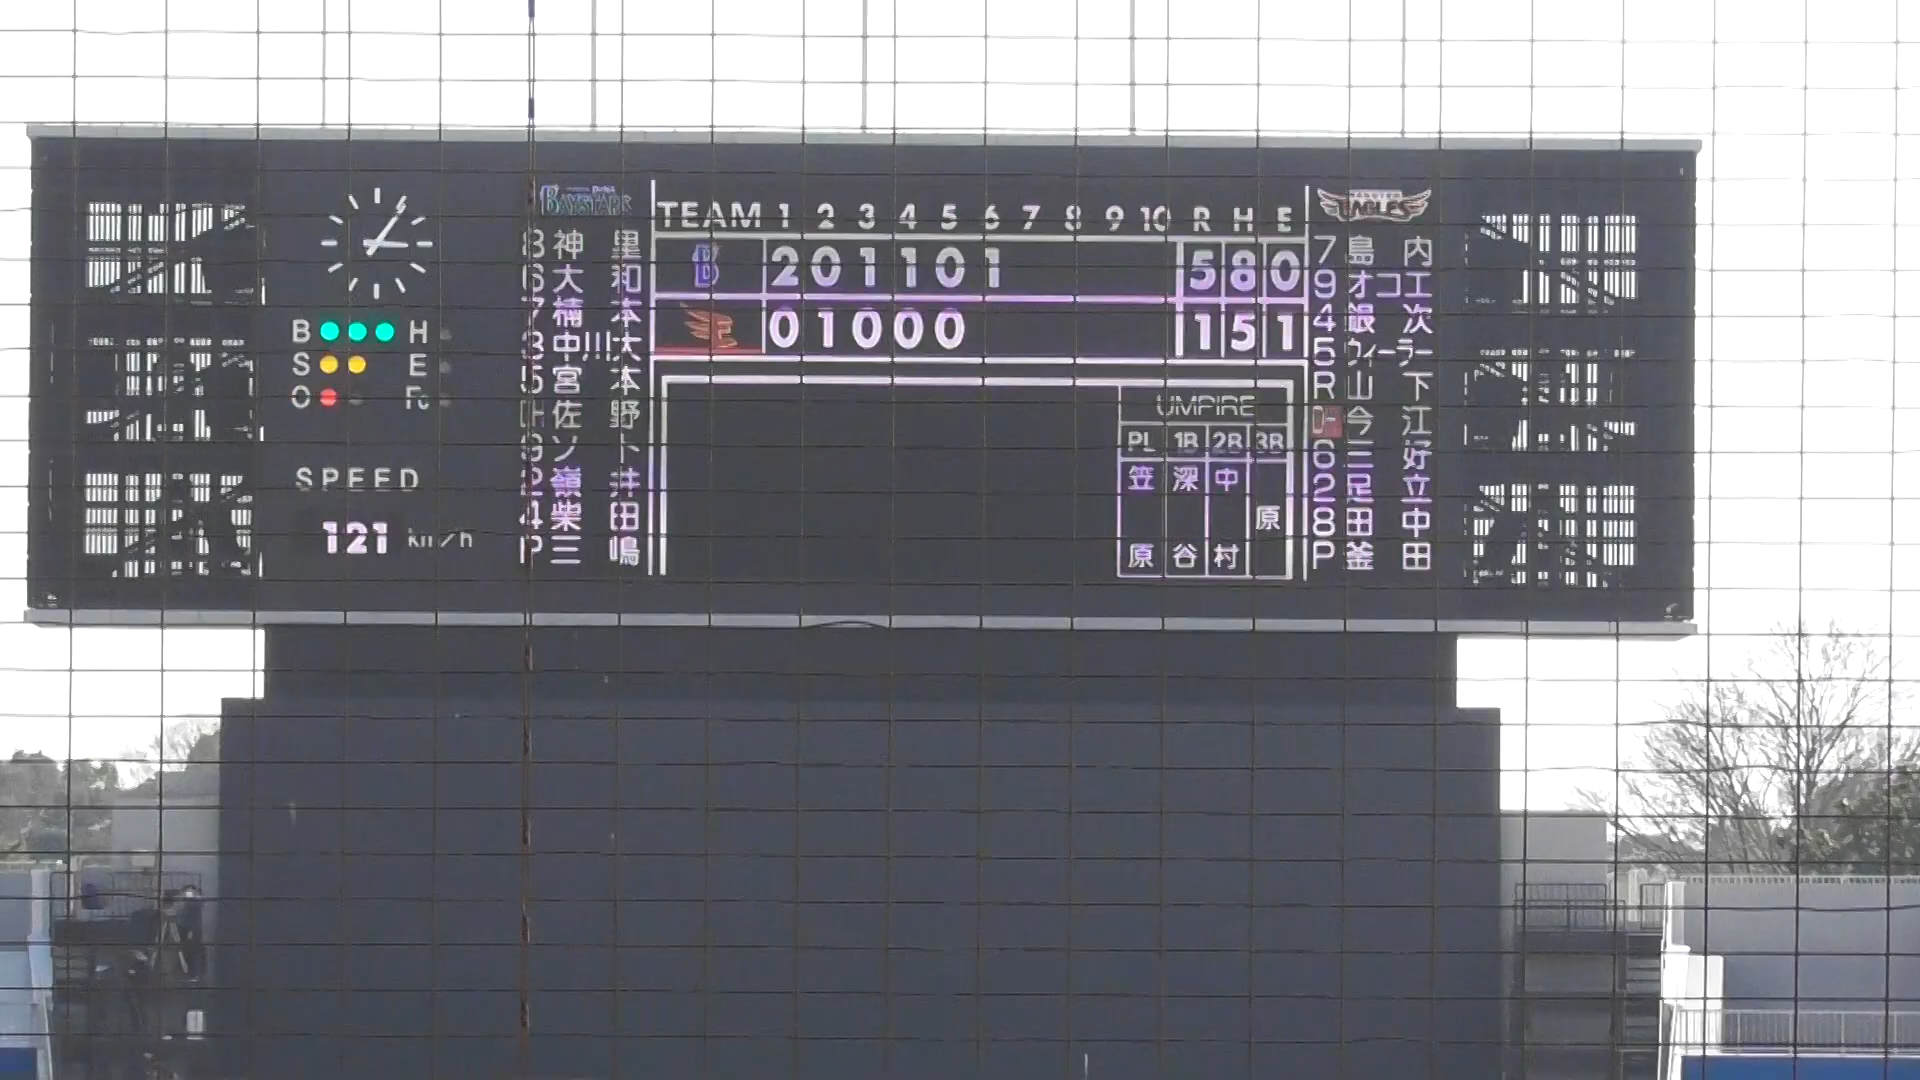 BAYSTARS
8 神 里
6 大 和
7 楠 本
3 中川大
5 宮 本
DH 佐 野
9 ソ ト
2 嶺 井
4 柴 田
P 三 嶋
B H
S E
O Fc
SPEED
121 km/h
TEAM 1 2 3 4 5 6 7 8 9 10 R H E
B 2 0 1 1 0 1 5 8 0
E 0 1 0 0 0 1 5 1
UMPIRE
PL 1B 2B 3B
笠原 深谷 中村 原
EAGLES
7 島 内
9 オコエ
4 銀 次
5 ウィーラー
R 山 下
今 江
6 三 好
2 足 立
8 田 中
P 釜 田